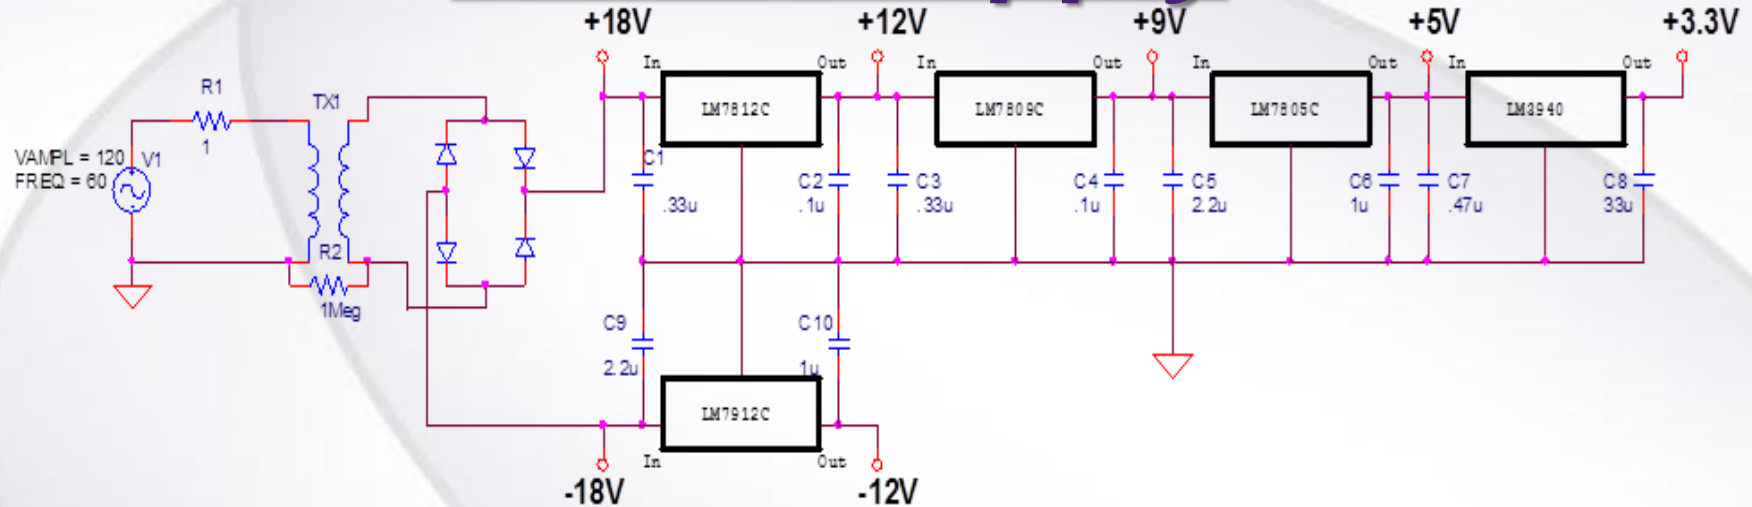 +18V
+12V
+9V
+5V
+3.3V
In
Out
In
Out
In
Out
In
Out
R1
TX1
LM7812C
LM7809C
LM7805C
LM3940
1
VAMPL = 120
V1
FREQ = 60
C1
.33u
C2
.1u
C3
.33u
C4
.1u
C5
2.2u
C6
1u
C7
.47u
C8
33u
R2
1Meg
C9
2.2u
C10
1u
LM7912C
In
Out
-18V
-12V